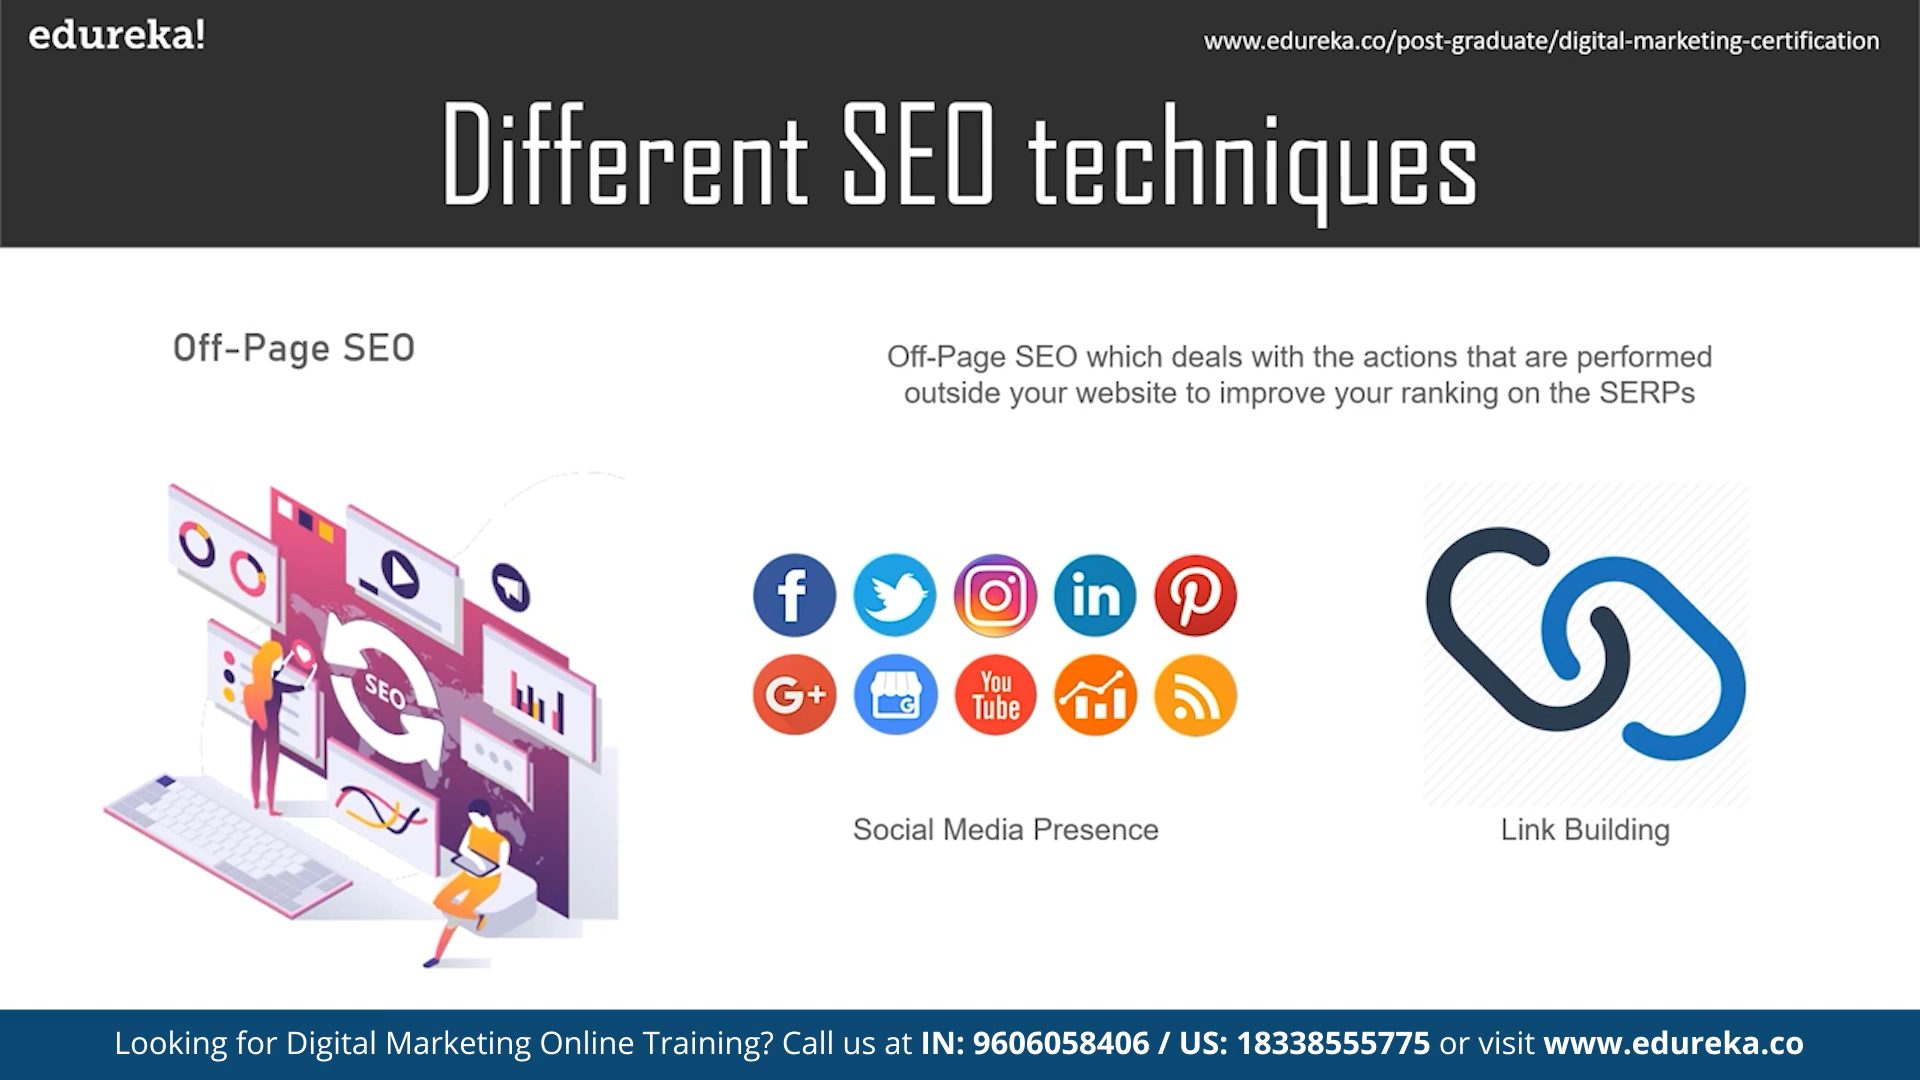 edureka!
www.edureka.co/post-graduate/digital-marketing-certification
Different SEO techniques
Off-Page SEO
Off-Page SEO which deals with the actions that are performed
outside your website to improve your ranking on the SERPs
SEO
f
in
G+
G
You
Tube
Social Media Presence
Link Building
Looking for Digital Marketing Online Training? Call us at IN: 9606058406 / US: 18338555775 or visit www.edureka.co